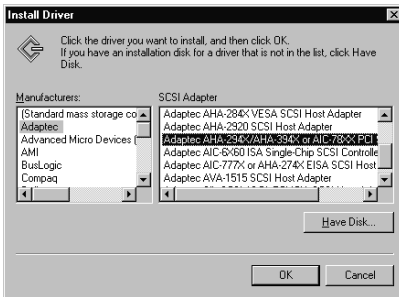 Install Driver
Click the driver you want to install, and then click OK.
If you have an installation disk for a driver that is not in the list, click Have
Disk.
Manufacturers:
(Standard mass storage co
Adaptec
Advanced Micro Devices (
AMI
BusLogic
Compaq
SCSI Adapter
Adaptec AHA-284X VESA SCSI Host Adapter
Adaptec AHA-2920 SCSI Host Adapter
Adaptec AHA-294X/AHA-394X or AIC-78XX PCI S
Adaptec AIC-6X60 ISA Single-Chip SCSI Controlle
Adaptec AIC-777X or AHA-274X EISA SCSI Host
Adaptec AVA-1515 SCSI Host Adapter
Have Disk...
OK
Cancel